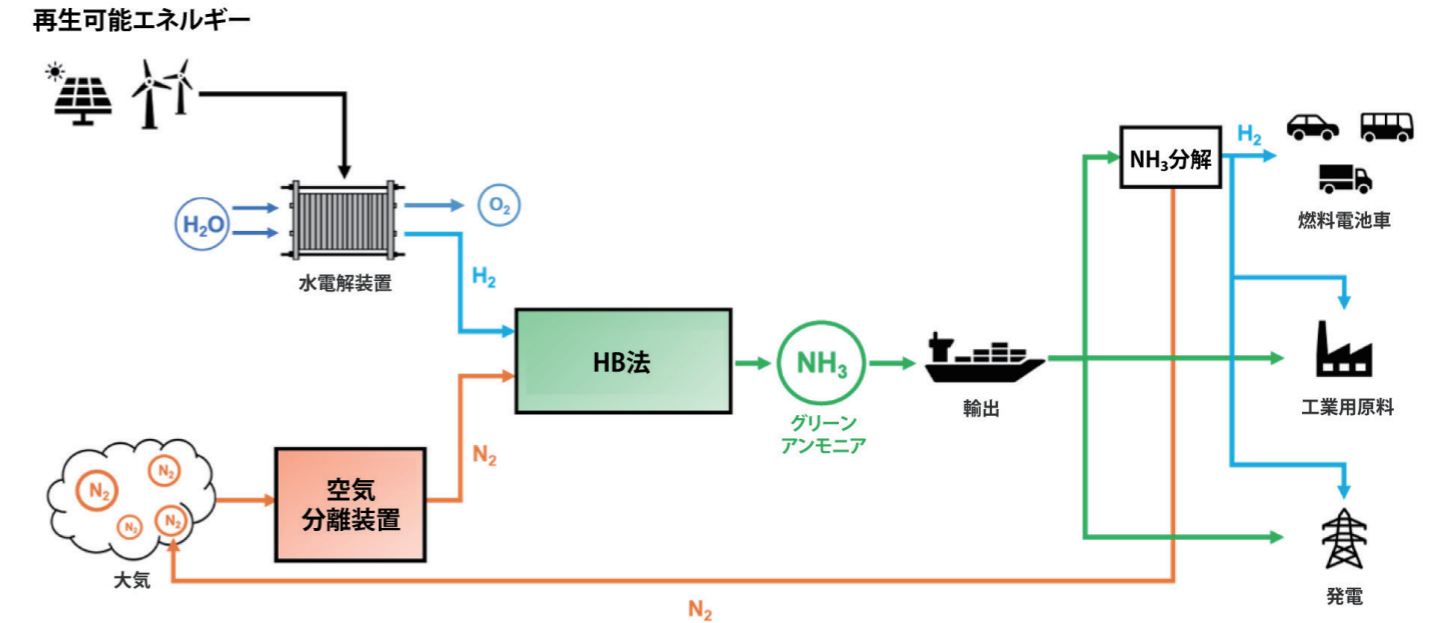 再生可能エネルギー
H₂O
O₂
水電解装置
H₂
HB法
NH₃
グリーン
アンモニア
輸出
NH₃分解
H₂
燃料電池車
工業用原料
発電
N₂
N₂
N₂
N₂
大気
空気
分離装置
N₂
N₂